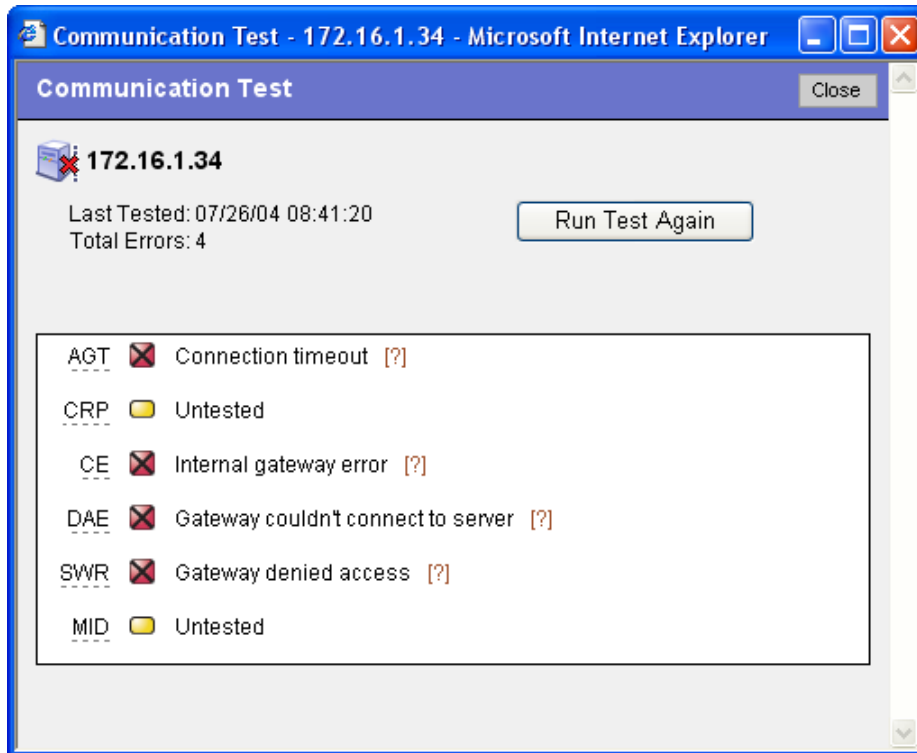 Communication Test - 172.16.1.34 - Microsoft Internet Explorer
Communication Test
Close
172.16.1.34
Last Tested: 07/26/04 08:41:20
Total Errors: 4
Run Test Again
AGT Connection timeout [?]
CRP Untested
CE Internal gateway error [?]
DAE Gateway couldn't connect to server [?]
SWR Gateway denied access [?]
MID Untested